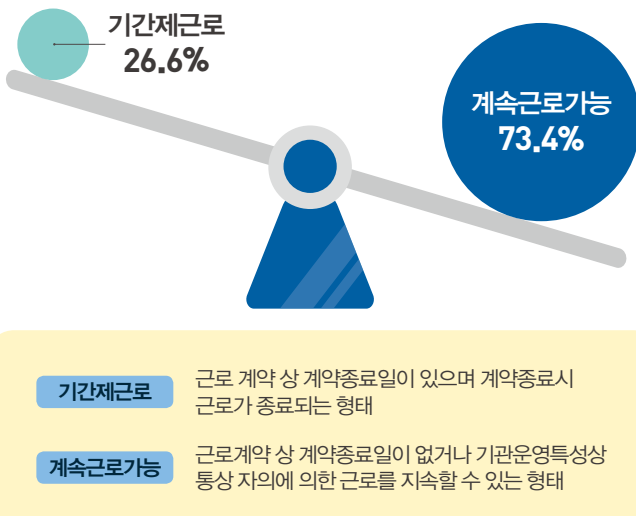 기간제근로
26.6%
계속근로가능
73.4%
기간제근로
근로 계약 상 계약종료일이 있으며 계약종료시
근로가 종료되는 형태
계속근로가능
근로계약 상 계약종료일이 없거나 기관운영특성상
통상 자의에 의한 근로를 지속할 수 있는 형태